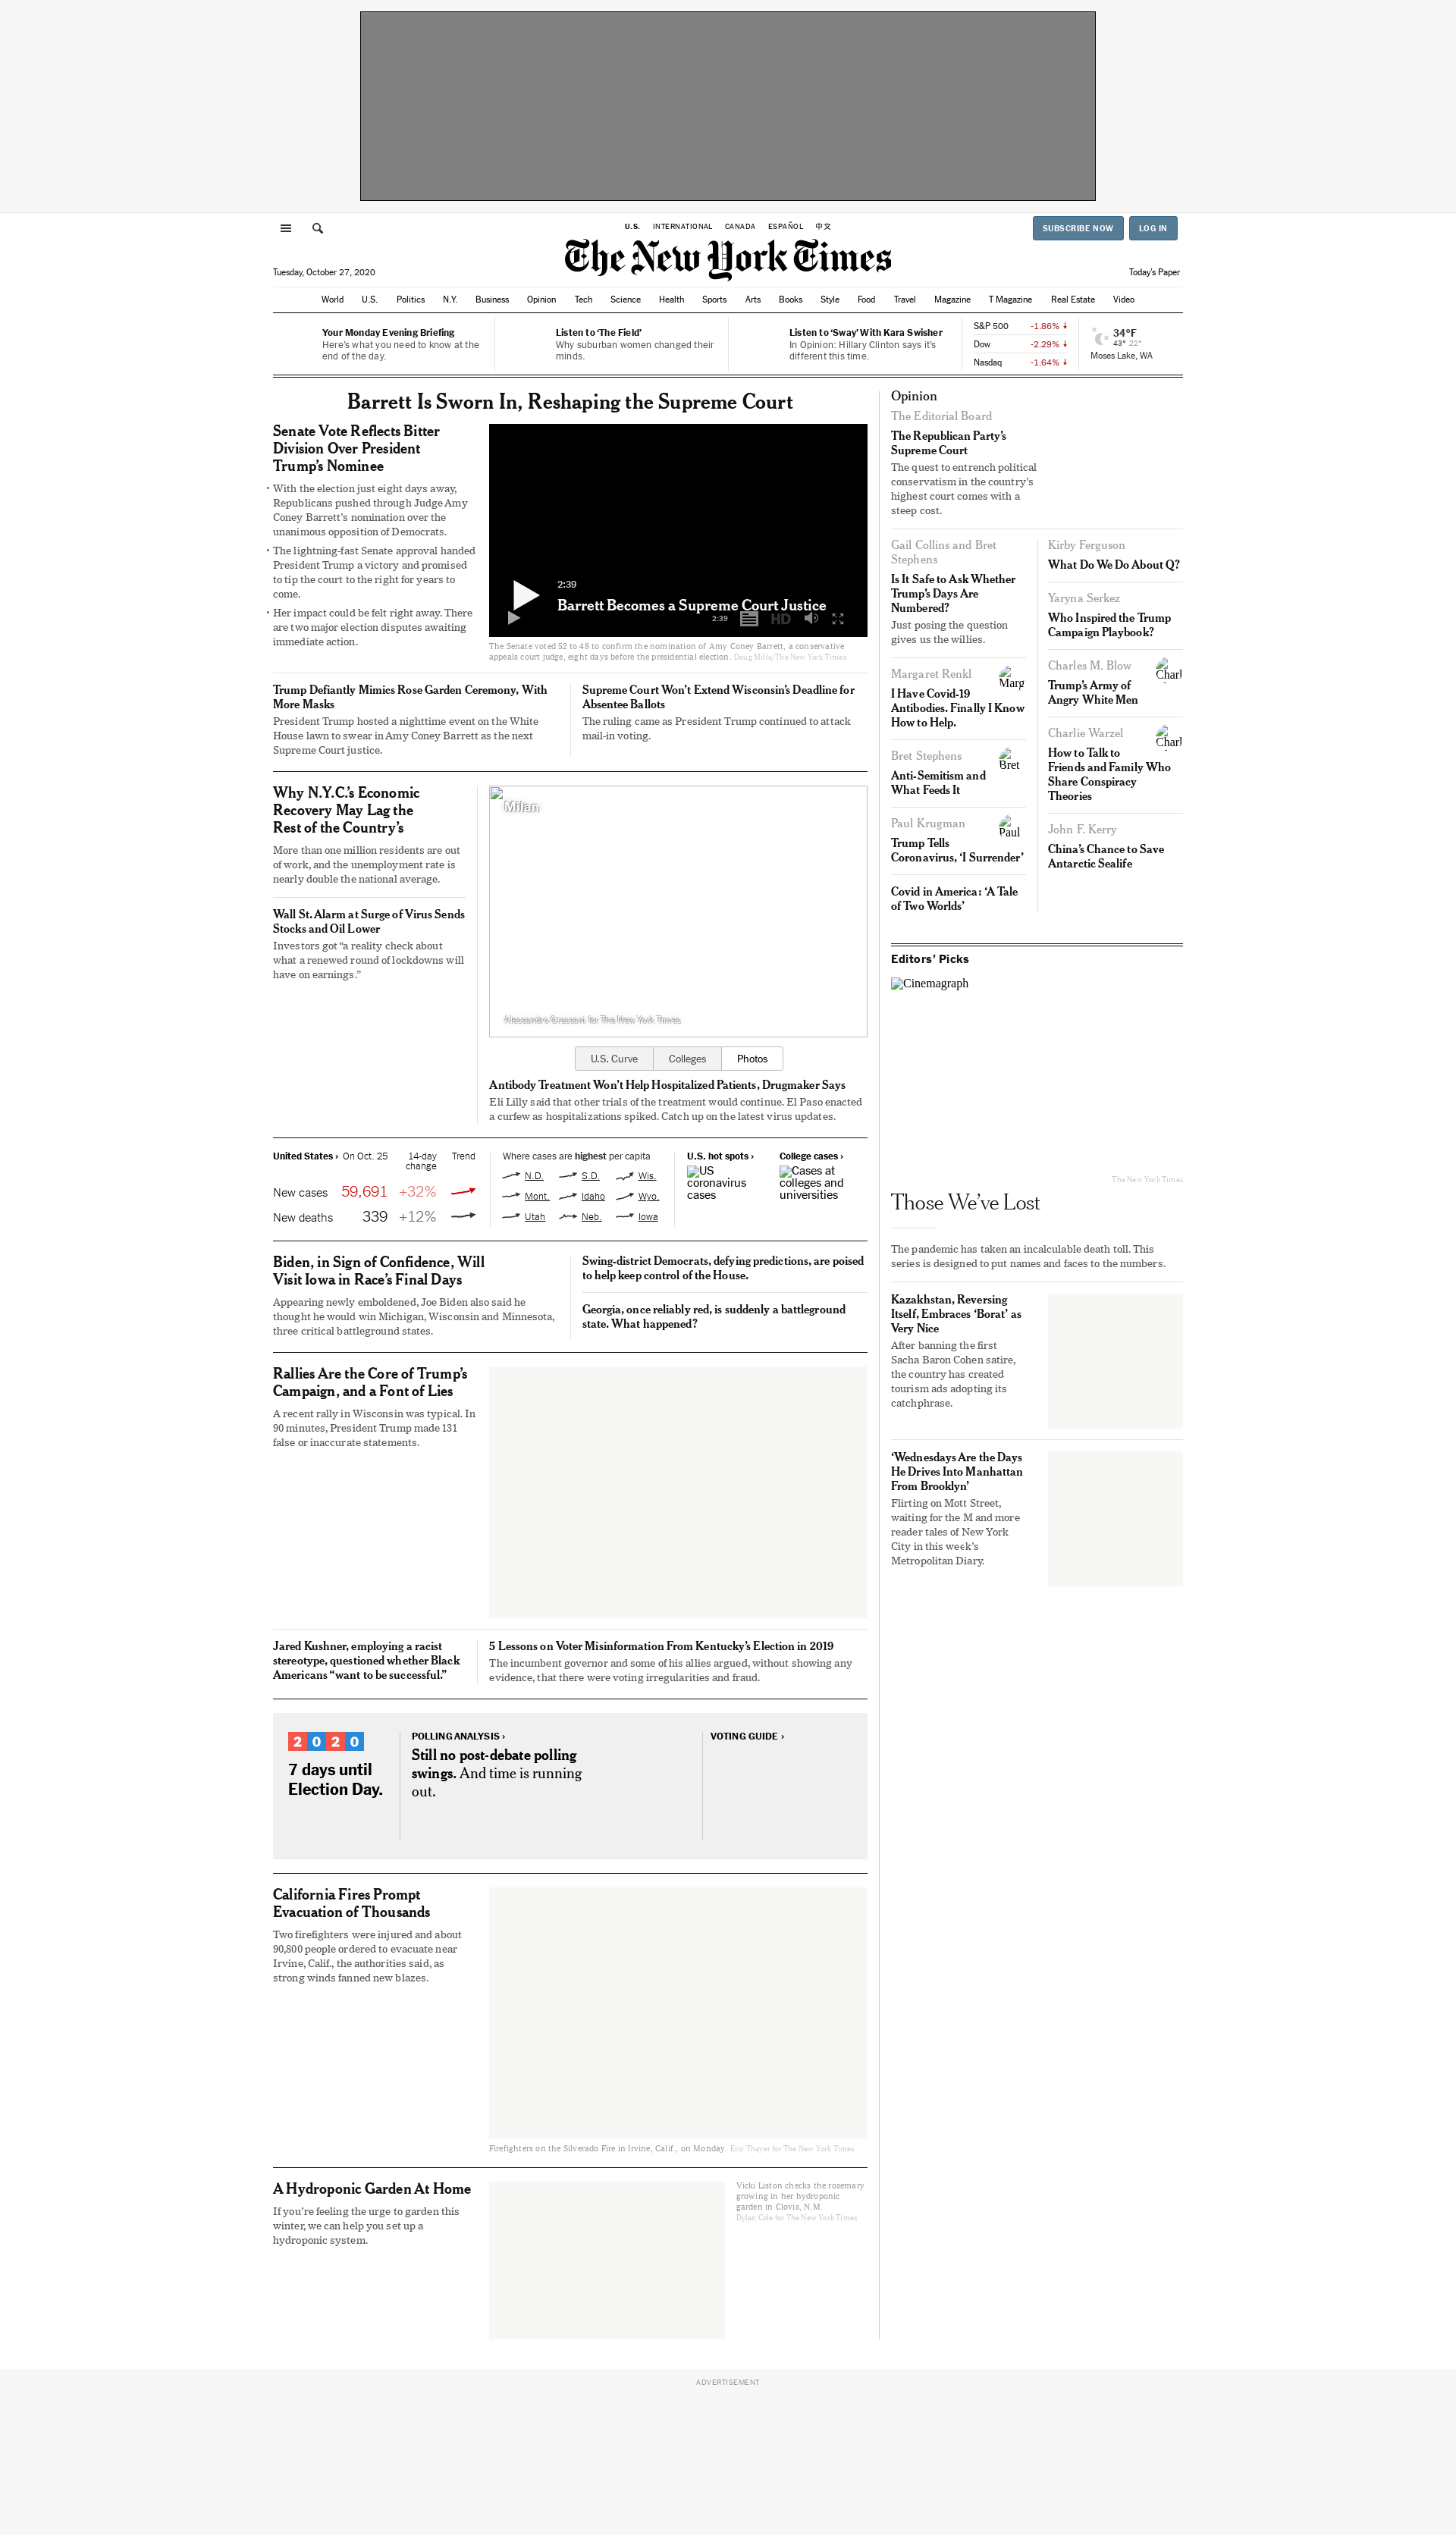 U.S. INTERNATIONAL CANADA ESPAÑOL 中文
SUBSCRIBE NOW
LOG IN
The New York Times
Tuesday, October 27, 2020
Today's Paper
World U.S. Politics N.Y. Business Opinion Tech Science Health Sports Arts Books Style Food Travel Magazine T Magazine Real Estate Video
Your Monday Evening Briefing
Here's what you need to know at the
end of the day.
Listen to 'The Field'
Why suburban women changed their
minds.
Listen to 'Sway' With Kara Swisher
In Opinion: Hillary Clinton says it's
different this time.
S&P 500 -1.86%
Dow -2.29%
Nasdaq -1.64%
34°F
43° 22°
Moses Lake, WA
Barrett Is Sworn In, Reshaping the Supreme Court
Senate Vote Reflects Bitter
Division Over President
Trump's Nominee
• With the election just eight days away,
Republicans pushed through Judge Amy
Coney Barrett's nomination over the
unanimous opposition of Democrats.
• The lightning-fast Senate approval handed
President Trump a victory and promised
to tip the court to the right for years to
come.
• Her impact could be felt right away. There
are two major election disputes awaiting
immediate action.
2:39
Barrett Becomes a Supreme Court Justice
2:39 HD
The Senate voted 52 to 48 to confirm the nomination of Amy Coney Barrett, a conservative
appeals court judge, eight days before the presidential election. Doug Mills/The New York Times
Trump Defiantly Mimics Rose Garden Ceremony, With
More Masks
President Trump hosted a nighttime event on the White
House lawn to swear in Amy Coney Barrett as the next
Supreme Court justice.
Supreme Court Won't Extend Wisconsin's Deadline for
Absentee Ballots
The ruling came as President Trump continued to attack
mail-in voting.
Why N.Y.C.'s Economic
Recovery May Lag the
Rest of the Country's
More than one million residents are out
of work, and the unemployment rate is
nearly double the national average.
Wall St. Alarm at Surge of Virus Sends
Stocks and Oil Lower
Investors got “a reality check about
what a renewed round of lockdowns will
have on earnings.”
Milan
Alessandro Grassani for The New York Times
U.S. Curve Colleges Photos
Antibody Treatment Won't Help Hospitalized Patients, Drugmaker Says
Eli Lilly said that other trials of the treatment would continue. El Paso enacted
a curfew as hospitalizations spiked. Catch up on the latest virus updates.
United States › On Oct. 25 14-day
change Trend
New cases 59,691 +32%
New deaths 339 +12%
Where cases are highest per capita
N.D. S.D. Wis.
Mont. Idaho Wyo.
Utah Neb. Iowa
U.S. hot spots ›
US
coronavirus
cases
College cases ›
Cases at
colleges and
universities
Biden, in Sign of Confidence, Will
Visit Iowa in Race's Final Days
Appearing newly emboldened, Joe Biden also said he
thought he would win Michigan, Wisconsin and Minnesota,
three critical battleground states.
Swing-district Democrats, defying predictions, are poised
to help keep control of the House.
Georgia, once reliably red, is suddenly a battleground
state. What happened?
Rallies Are the Core of Trump's
Campaign, and a Font of Lies
A recent rally in Wisconsin was typical. In
90 minutes, President Trump made 131
false or inaccurate statements.
Jared Kushner, employing a racist
stereotype, questioned whether Black
Americans “want to be successful.”
5 Lessons on Voter Misinformation From Kentucky's Election in 2019
The incumbent governor and some of his allies argued, without showing any
evidence, that there were voting irregularities and fraud.
2020
7 days until
Election Day.
POLLING ANALYSIS ›
Still no post-debate polling
swings. And time is running
out.
VOTING GUIDE ›
California Fires Prompt
Evacuation of Thousands
Two firefighters were injured and about
90,800 people ordered to evacuate near
Irvine, Calif., the authorities said, as
strong winds fanned new blazes.
Firefighters on the Silverado Fire in Irvine, Calif., on Monday. Eric Thayer for The New York Times
A Hydroponic Garden At Home
If you're feeling the urge to garden this
winter, we can help you set up a
hydroponic system.
Vicki Liston checks the rosemary
growing in her hydroponic
garden in Clovis, N.M.
Dylan Cole for The New York Times
Opinion
The Editorial Board
The Republican Party's
Supreme Court
The quest to entrench political
conservatism in the country's
highest court comes with a
steep cost.
Gail Collins and Bret
Stephens
Is It Safe to Ask Whether
Trump's Days Are
Numbered?
Just posing the question
gives us the willies.
Margaret Renkl
Marg
I Have Covid-19
Antibodies. Finally I Know
How to Help.
Bret Stephens
Bret
Anti-Semitism and
What Feeds It
Paul Krugman
Paul
Trump Tells
Coronavirus, 'I Surrender'
Covid in America: 'A Tale
of Two Worlds'
Kirby Ferguson
What Do We Do About Q?
Yaryna Serkez
Who Inspired the Trump
Campaign Playbook?
Charles M. Blow
Charl
Trump's Army of
Angry White Men
Charlie Warzel
Charl
How to Talk to
Friends and Family Who
Share Conspiracy
Theories
John F. Kerry
China's Chance to Save
Antarctic Sealife
Editors' Picks
Cinemagraph
The New York Times
Those We've Lost
The pandemic has taken an incalculable death toll. This
series is designed to put names and faces to the numbers.
Kazakhstan, Reversing
Itself, Embraces 'Borat' as
Very Nice
After banning the first
Sacha Baron Cohen satire,
the country has created
tourism ads adopting its
catchphrase.
'Wednesdays Are the Days
He Drives Into Manhattan
From Brooklyn'
Flirting on Mott Street,
waiting for the M and more
reader tales of New York
City in this week's
Metropolitan Diary.
ADVERTISEMENT